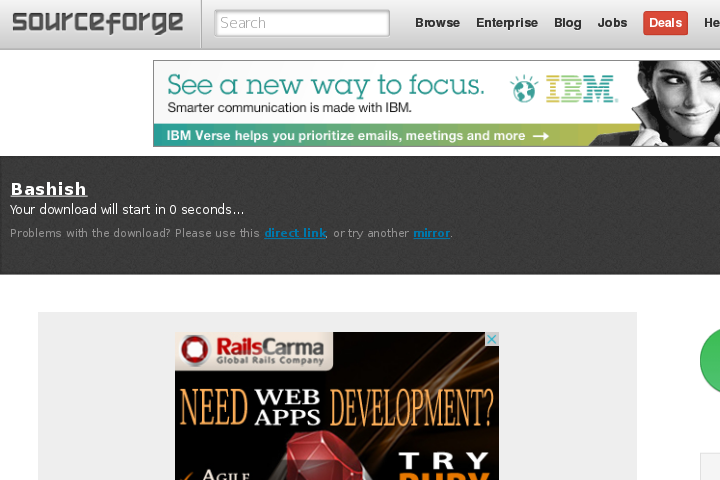 sourceforge
Search
Browse Enterprise Blog Jobs Deals He
See a new way to focus.
Smarter communication is made with IBM.
IBM
IBM Verse helps you prioritize emails, meetings and more →
Bashish
Your download will start in 0 seconds...
Problems with the download? Please use this direct link, or try another mirror.
RailsCarma
Global Rails Company
NEED WEB APPS DEVELOPMENT?
AGILE
TRY
RUBY